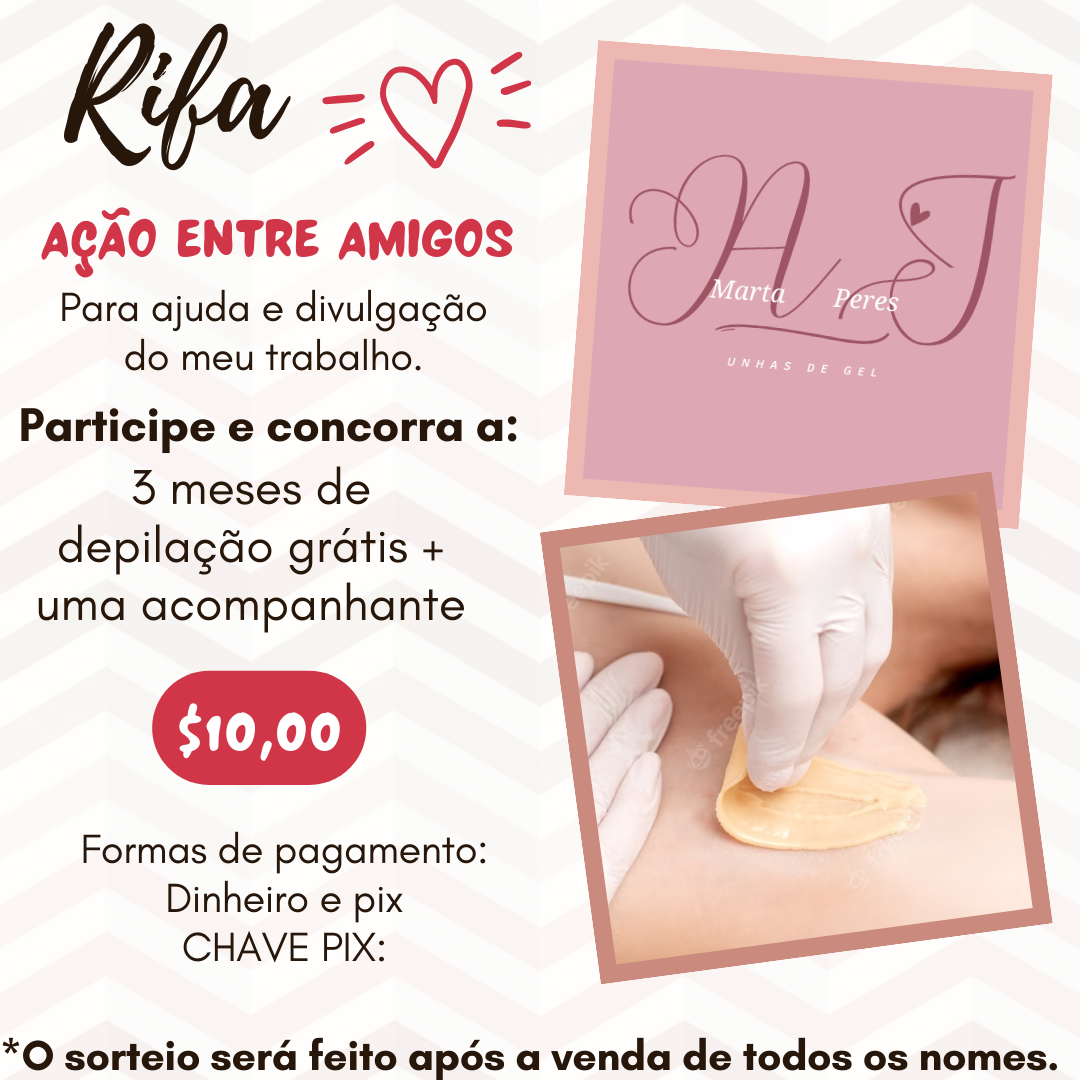 Rifa
AÇÃO ENTRE AMIGOS
Para ajuda e divulgação
do meu trabalho.
Participe e concorra a:
3 meses de
depilação grátis +
uma acompanhante
$10,00
Formas de pagamento:
Dinheiro e pix
CHAVE PIX:
Marta Peres
UNHAS DE GEL
freepik
*O sorteio será feito após a venda de todos os nomes.